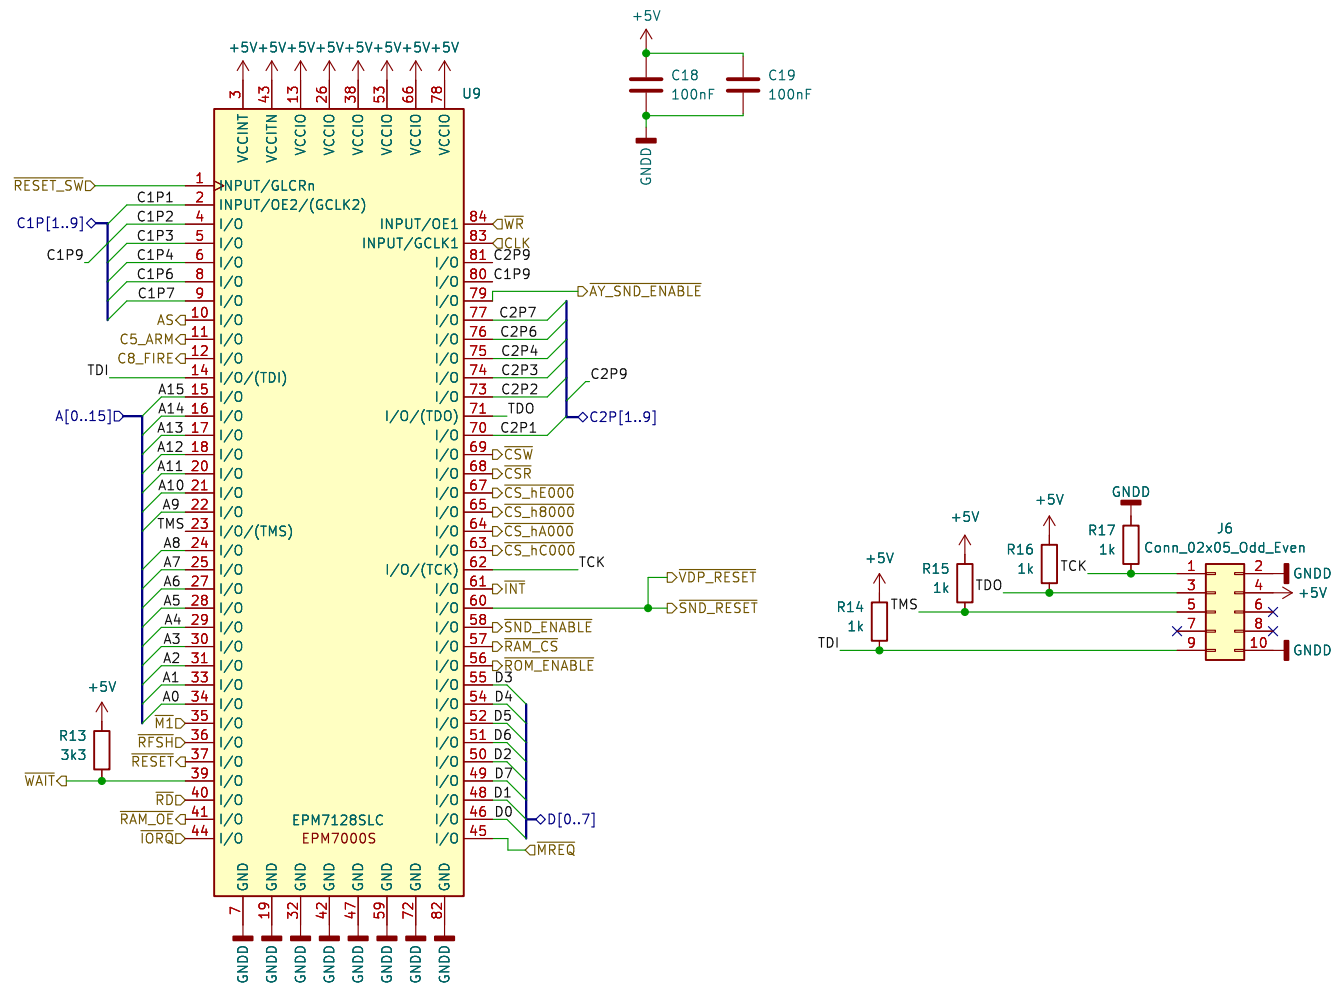 +5V
+5V +5V +5V +5V +5V +5V +5V +5V
3 43 13 26 38 53 66 78
U9
VCCINT VCCITN VCCIO VCCIO VCCIO VCCIO VCCIO VCCIO
C18
100nF
C19
100nF
GNDD
RESET_SW 1 INPUT/GLCRn
C1P1 2 INPUT/OE2/(GCLK2)
C1P[1..9]
C1P2 4 I/O
C1P3 5 I/O
C1P9
C1P4 6 I/O
C1P6 8 I/O
C1P7 9 I/O
AS 10 I/O
C5_ARM 11 I/O
C8_FIRE 12 I/O
TDI 14 I/O/(TDI)
A15 15 I/O
A[0..15]
A14 16 I/O
A13 17 I/O
A12 18 I/O
A11 20 I/O
A10 21 I/O
A9 22 I/O
TMS 23 I/O/(TMS)
A8 24 I/O
A7 25 I/O
A6 27 I/O
A5 28 I/O
A4 29 I/O
A3 30 I/O
A2 31 I/O
A1 33 I/O
A0 34 I/O
+5V
R13
3k3
M1 35 I/O
RFSH 36 I/O
RESET 37 I/O
WAIT 39 I/O
RD 40 I/O
RAM_OE 41 I/O
IORQ 44 I/O
INPUT/OE1 84 WR
INPUT/GCLK1 83 CLK
I/O 81 C2P9
I/O 80 C1P9
I/O 79 AY_SND_ENABLE
I/O 77 C2P7
I/O 76 C2P6
I/O 75 C2P4
I/O 74 C2P3
C2P9
I/O 73 C2P2
I/O/(TDO) 71 TDO
C2P[1..9]
I/O 70 C2P1
I/O 69 CSW
I/O 68 CSR
I/O 67 CS_hE000
I/O 65 CS_h8000
I/O 64 CS_hA000
I/O 63 CS_hC000
I/O/(TCK) 62 TCK
I/O 61 INT
VDP_RESET
I/O 60 SND_RESET
I/O 58 SND_ENABLE
I/O 57 RAM_CS
I/O 56 ROM_ENABLE
I/O 55 D3
I/O 54 D4
I/O 52 D5
I/O 51 D6
I/O 50 D2
I/O 49 D7
I/O 48 D1
I/O 46 D0
D[0..7]
I/O 45 MREQ
EPM7128SLC
EPM7000S
GND GND GND GND GND GND GND GND
7 19 32 42 47 59 72 82
GNDD GNDD GNDD GNDD GNDD GNDD GNDD GNDD
+5V
R14
1k
+5V
R15
1k
+5V
R16
1k
GNDD
R17
1k
J6
Conn_02x05_Odd_Even
TCK 1 2 GNDD
TDO 3 4 +5V
TMS 5 6
7 8
TDI 9 10 GNDD